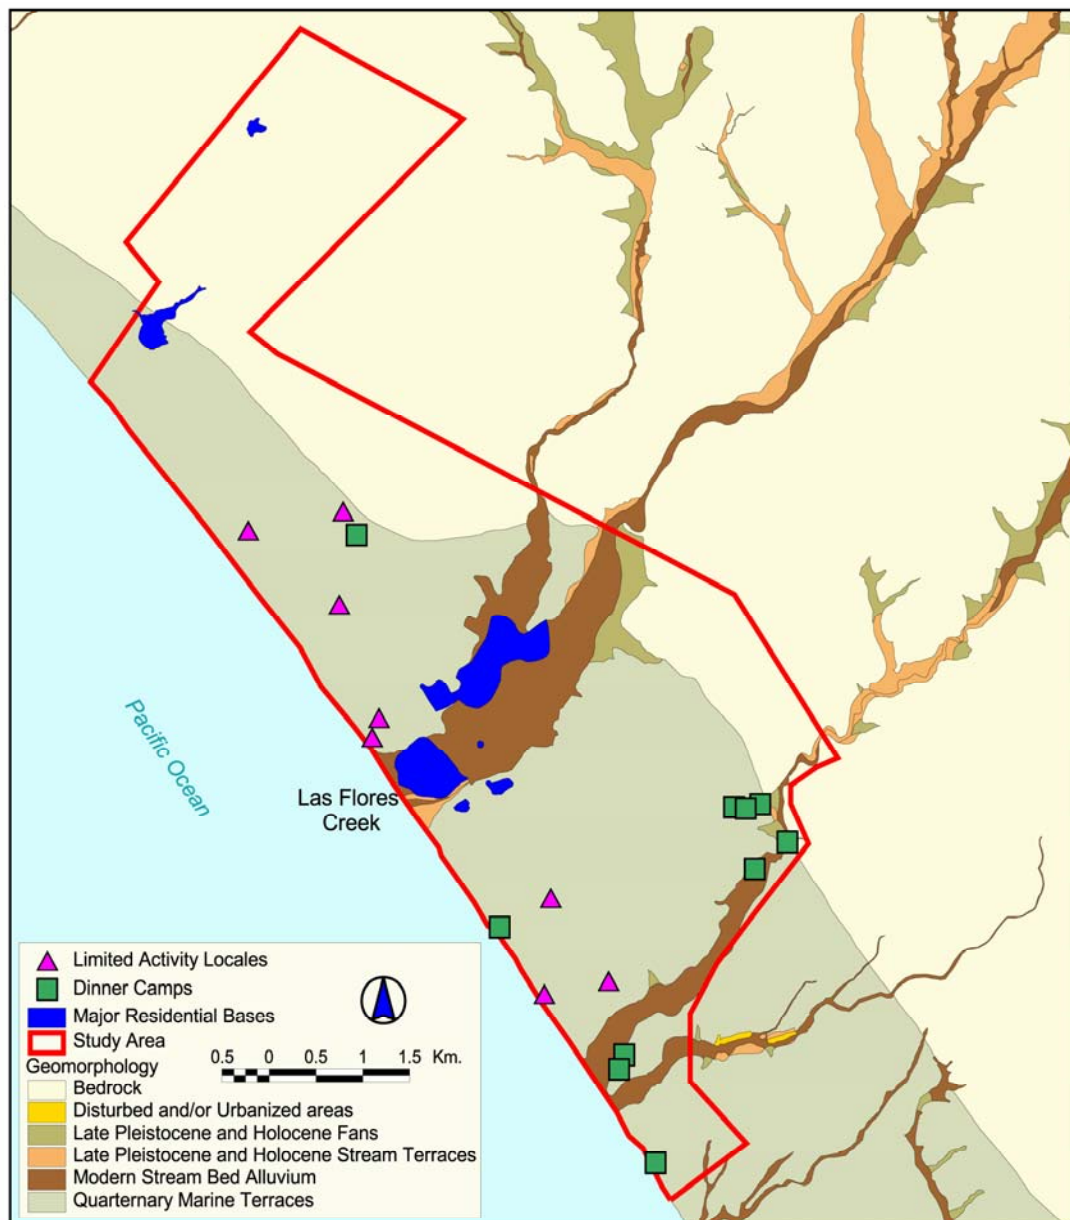 Pacific Ocean
Las Flores
Creek
Limited Activity Locales
Dinner Camps
Major Residential Bases
Study Area
Geomorphology
0.5 0 0.5 1 1.5 Km.
Bedrock
Disturbed and/or Urbanized areas
Late Pleistocene and Holocene Fans
Late Pleistocene and Holocene Stream Terraces
Modern Stream Bed Alluvium
Quarternary Marine Terraces